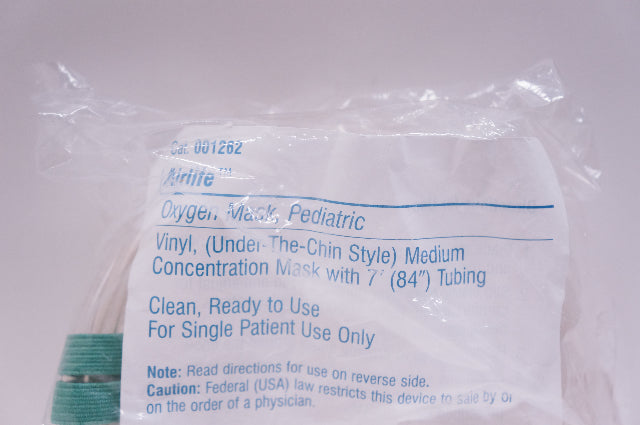 Cat. 001262
Airlife™
Oxygen Mask, Pediatric
Vinyl, (Under-The-Chin Style) Medium
Concentration Mask with 7' (84") Tubing
Clean, Ready to Use
For Single Patient Use Only
Note: Read directions for use on reverse side.
Caution: Federal (USA) law restricts this device to sale by or
on the order of a physician.